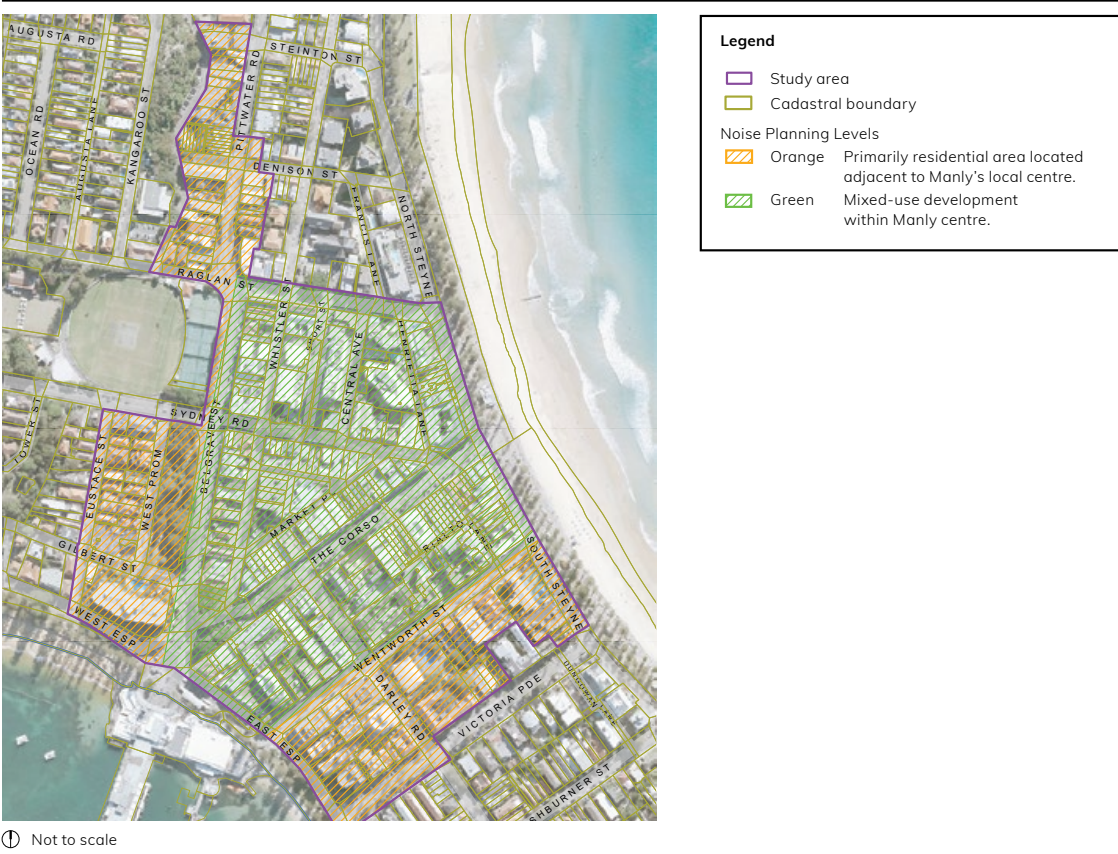 AUGUSTA RD
STEINTON ST
PITTWATER RD
OCEAN RD
AUGUSTA LANE
KANGAROO ST
DENISON ST
FRANCIS LANE
NORTH STEYNE
RAGLAN ST
WHISTLER ST
SHORT ST
CENTRAL AVE
HENRIETTA LANE
SYDNEY RD
TOWER ST
BELGRAVE ST
EUSTACE ST
WEST PROM
MARKET P
THE CORSO
RIALTO LANE
GILBERT ST
SOUTH STEYNE
WEST ESP
WENTWORTH ST
DARLEY RD
DUNGOWAN LANE
VICTORIA PDE
EAST ESP
SHBURNER ST
Not to scale
Legend
Study area
Cadastral boundary
Noise Planning Levels
Orange Primarily residential area located
adjacent to Manly's local centre.
Green Mixed-use development
within Manly centre.